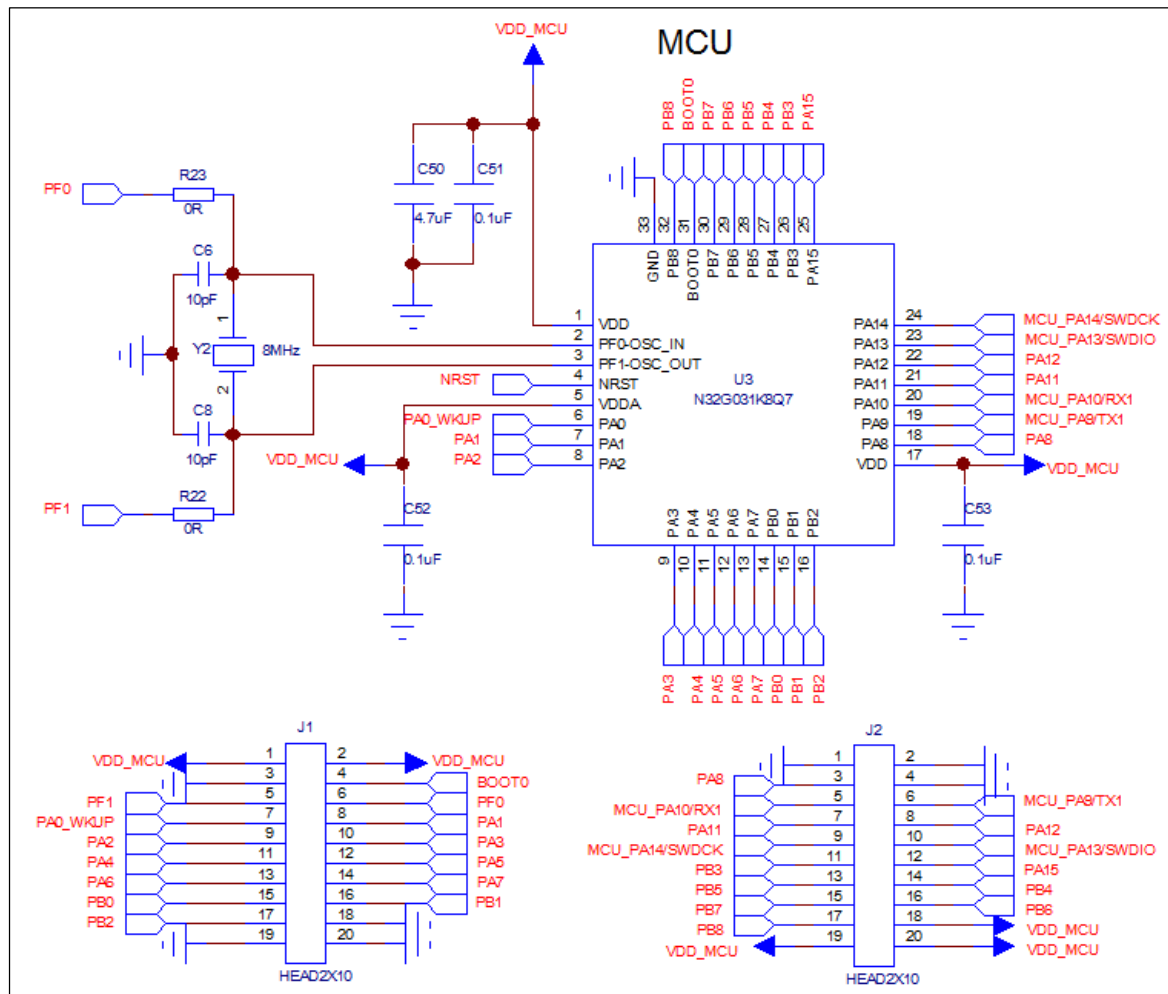 VDD_MCU
MCU
PB8
BOOT0
PB7
PB6
PB5
PB4
PB3
PA15
C50
4.7uF
C51
0.1uF
PF0
R23
0R
C6
10pF
1
Y2
8MHz
2
C8
10pF
PF1
R22
0R
33
32
31
30
29
28
27
26
25
GND
PB8
BOOT0
PB7
PB6
PB5
PB4
PB3
PA15
1 VDD
2 PF0-OSC_IN
3 PF1-OSC_OUT
NRST 4 NRST
5 VDDA
PA0_WKUP 6 PA0
PA1 7 PA1
PA2 8 PA2
VDD_MCU
C52
0.1uF
U3
N32G031K8Q7
PA14 24 MCU_PA14/SWDCK
PA13 23 MCU_PA13/SWDIO
PA12 22 PA12
PA11 21 PA11
PA10 20 MCU_PA10/RX1
PA9 19 MCU_PA9/TX1
PA8 18 PA8
VDD 17 VDD_MCU
C53
0.1uF
PA3
PA4
PA5
PA6
PA7
PB0
PB1
PB2
9
10
11
12
13
14
15
16
PA3
PA4
PA5
PA6
PA7
PB0
PB1
PB2
J1
VDD_MCU 1 2 VDD_MCU
3 4 BOOT0
PF1 5 6 PF0
PA0_WKUP 7 8 PA1
PA2 9 10 PA3
PA4 11 12 PA5
PA6 13 14 PA7
PB0 15 16 PB1
PB2 17 18
19 20
HEAD2X10
J2
1 2
PA8 3 4
MCU_PA10/RX1 5 6 MCU_PA9/TX1
PA11 7 8 PA12
MCU_PA14/SWDCK 9 10 MCU_PA13/SWDIO
PB3 11 12 PA15
PB5 13 14 PB4
PB7 15 16 PB6
PB8 17 18 VDD_MCU
VDD_MCU 19 20 VDD_MCU
HEAD2X10